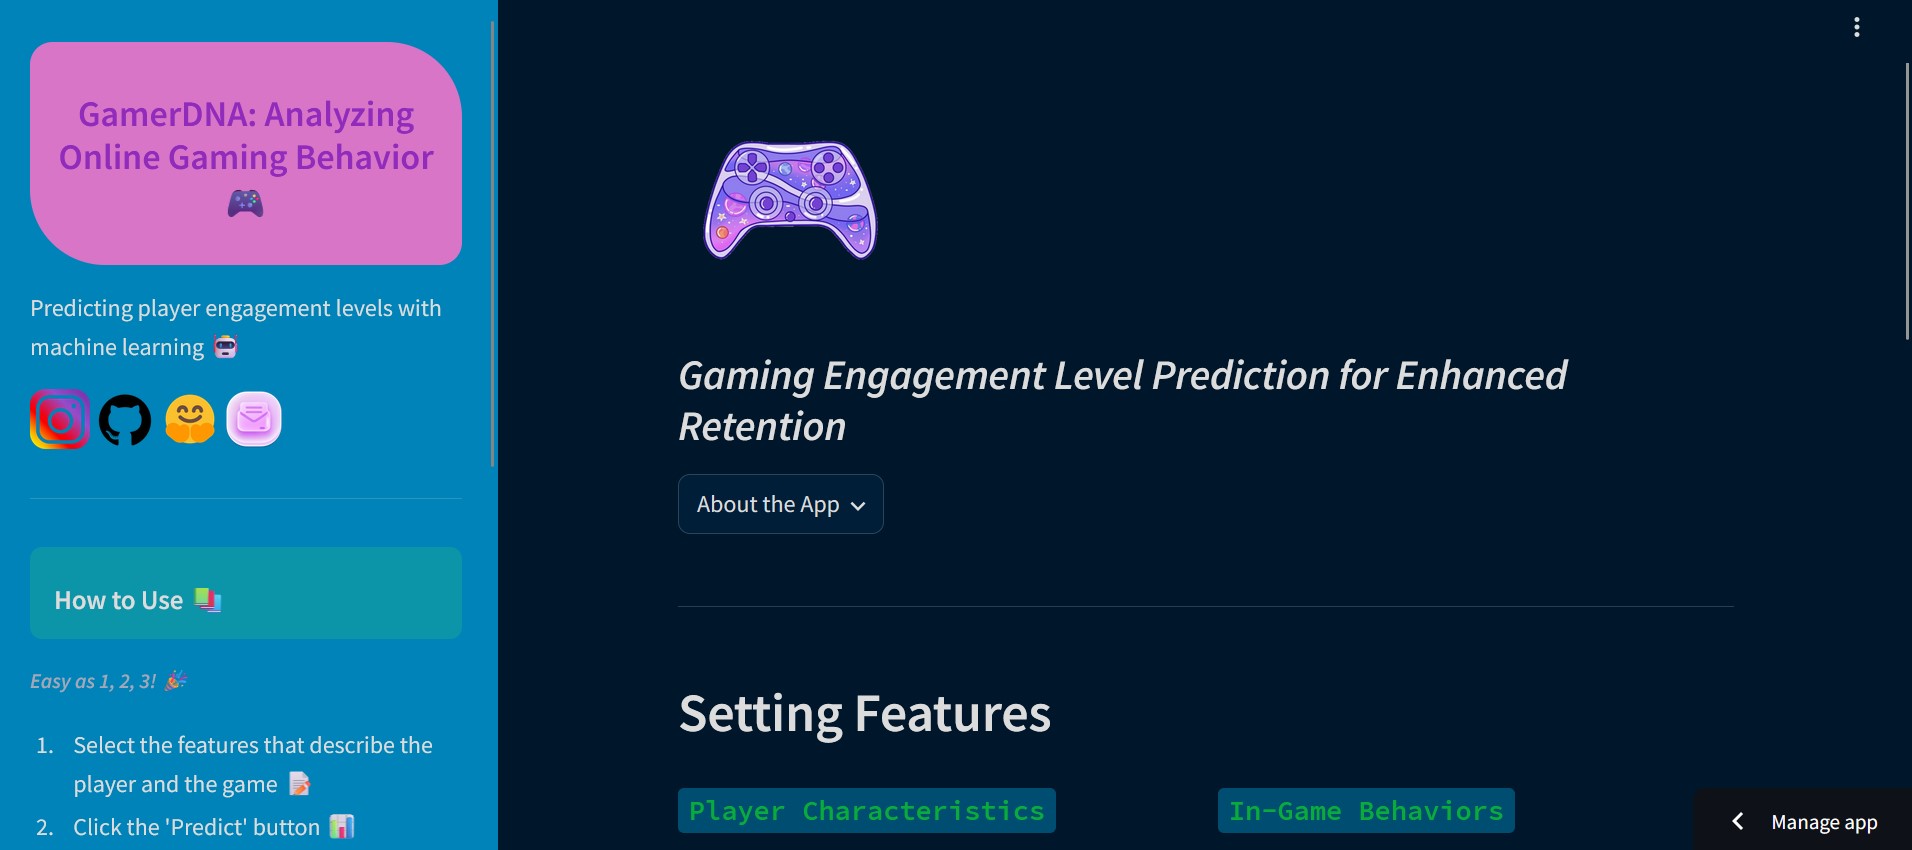 GamerDNA: Analyzing
Online Gaming Behavior
🎮
Predicting player engagement levels with
machine learning 🤖
How to Use 📚
Easy as 1, 2, 3! 🎉
1. Select the features that describe the
player and the game 📝
2. Click the 'Predict' button 📊
Gaming Engagement Level Prediction for Enhanced
Retention
About the App
Setting Features
Player Characteristics
In-Game Behaviors
Manage app